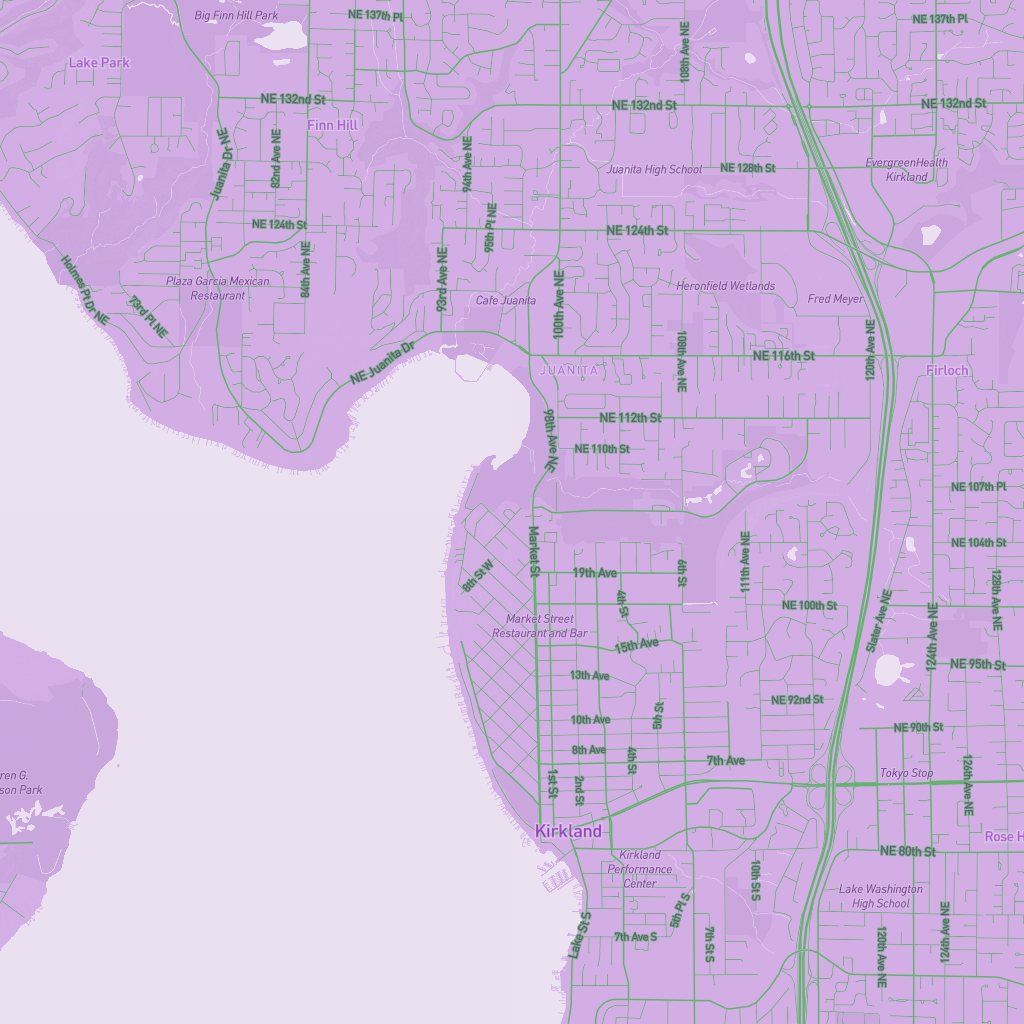 Big Finn Hill Park
NE 137th Pl
NE 137th Pl
108th Ave NE
Lake Park
NE 132nd St
NE 132nd St
NE 132nd St
Finn Hill
Juanita Dr NE
82nd Ave NE
94th Ave NE
Juanita High School
NE 128th St
EvergreenHealth
Kirkland
NE 124th St
95th Pl NE
NE 124th St
84th Ave NE
Holmes Pt Dr NE
73rd Pl NE
Plaza Garcia Mexican
Restaurant
93rd Ave NE
Cafe Juanita
100th Ave NE
Heronfield Wetlands
Fred Meyer
NE Juanita Dr
108th Ave NE
NE 116th St
120th Ave NE
JUANITA
Firloch
98th Ave NE
NE 112th St
NE 110th St
NE 107th Pl
Market St
8th St W
19th Ave
6th St
111th Ave NE
NE 104th St
128th Ave NE
4th St
NE 100th St
Slater Ave NE
124th Ave NE
Market Street
Restaurant and Bar
15th Ave
NE 95th St
13th Ave
NE 92nd St
10th Ave
5th St
NE 90th St
8th Ave
4th St
7th Ave
1st St
2nd St
Tokyo Stop
126th Ave NE
ren G.
son Park
Kirkland
Rose H
NE 80th St
Kirkland
Performance
Center
10th St S
Lake Washington
High School
5th Pl S
Lake St S
7th Ave S
7th St S
120th Ave NE
124th Ave NE